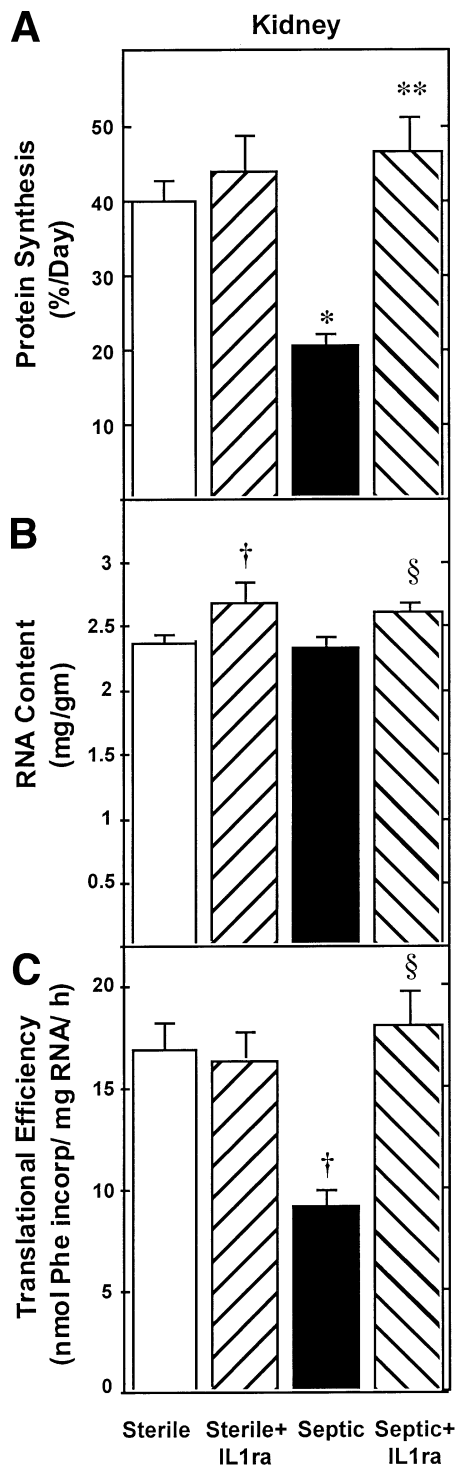 A
Kidney
**
50
40
30
20
10
*
Protein Synthesis
(%/Day)
B
3
2.5
2
1.5
1
0.5
†
§
RNA Content
(mg/gm)
C
20
15
10
5
0
§
†
Translational Efficiency
(nmol Phe incorp/ mg RNA/ h)
Sterile Sterile+ Septic Septic+
IL1ra IL1ra